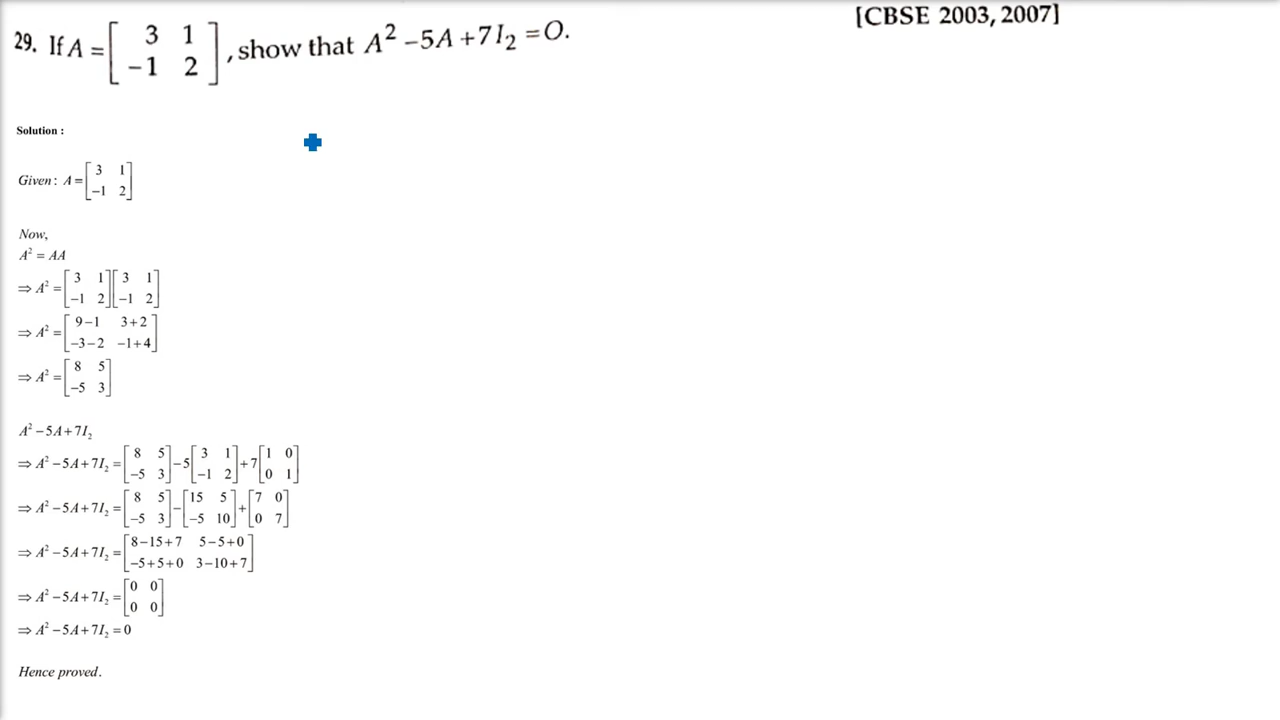 [CBSE 2003, 2007]
29. If A = [ 3 1 ; −1 2 ], show that A² − 5A + 7I₂ = O.
Solution :
Given: A = [ 3 1 ; −1 2 ]
Now,
A² = AA
⇒ A² = [ 3 1 ; −1 2 ][ 3 1 ; −1 2 ]
⇒ A² = [ 9−1 3+2 ; −3−2 −1+4 ]
⇒ A² = [ 8 5 ; −5 3 ]
A² − 5A + 7I₂
⇒ A² − 5A + 7I₂ = [ 8 5 ; −5 3 ] − 5[ 3 1 ; −1 2 ] + 7[ 1 0 ; 0 1 ]
⇒ A² − 5A + 7I₂ = [ 8 5 ; −5 3 ] − [ 15 5 ; −5 10 ] + [ 7 0 ; 0 7 ]
⇒ A² − 5A + 7I₂ = [ 8−15+7 5−5+0 ; −5+5+0 3−10+7 ]
⇒ A² − 5A + 7I₂ = [ 0 0 ; 0 0 ]
⇒ A² − 5A + 7I₂ = 0
Hence proved.